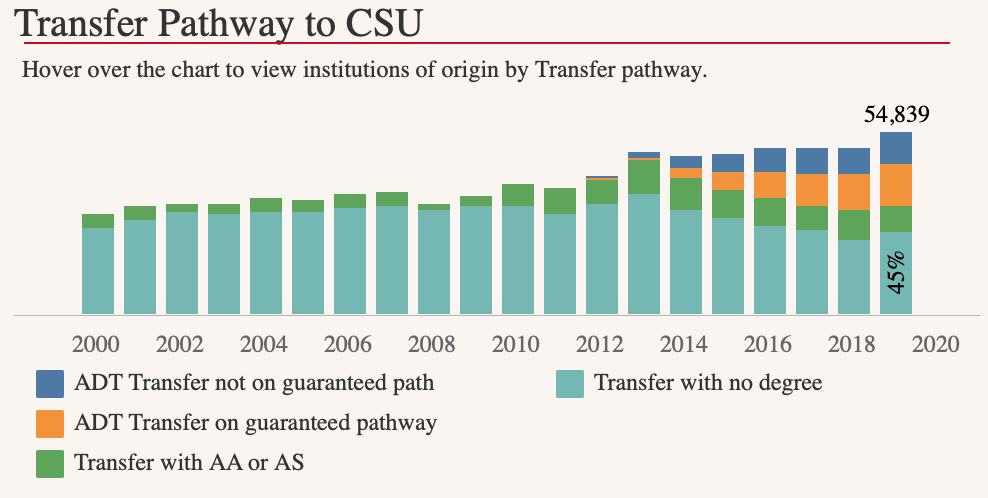 Transfer Pathway to CSU
Hover over the chart to view institutions of origin by Transfer pathway.
54,839
45%
2000 2002 2004 2006 2008 2010 2012 2014 2016 2018 2020
ADT Transfer not on guaranteed path
Transfer with no degree
ADT Transfer on guaranteed pathway
Transfer with AA or AS